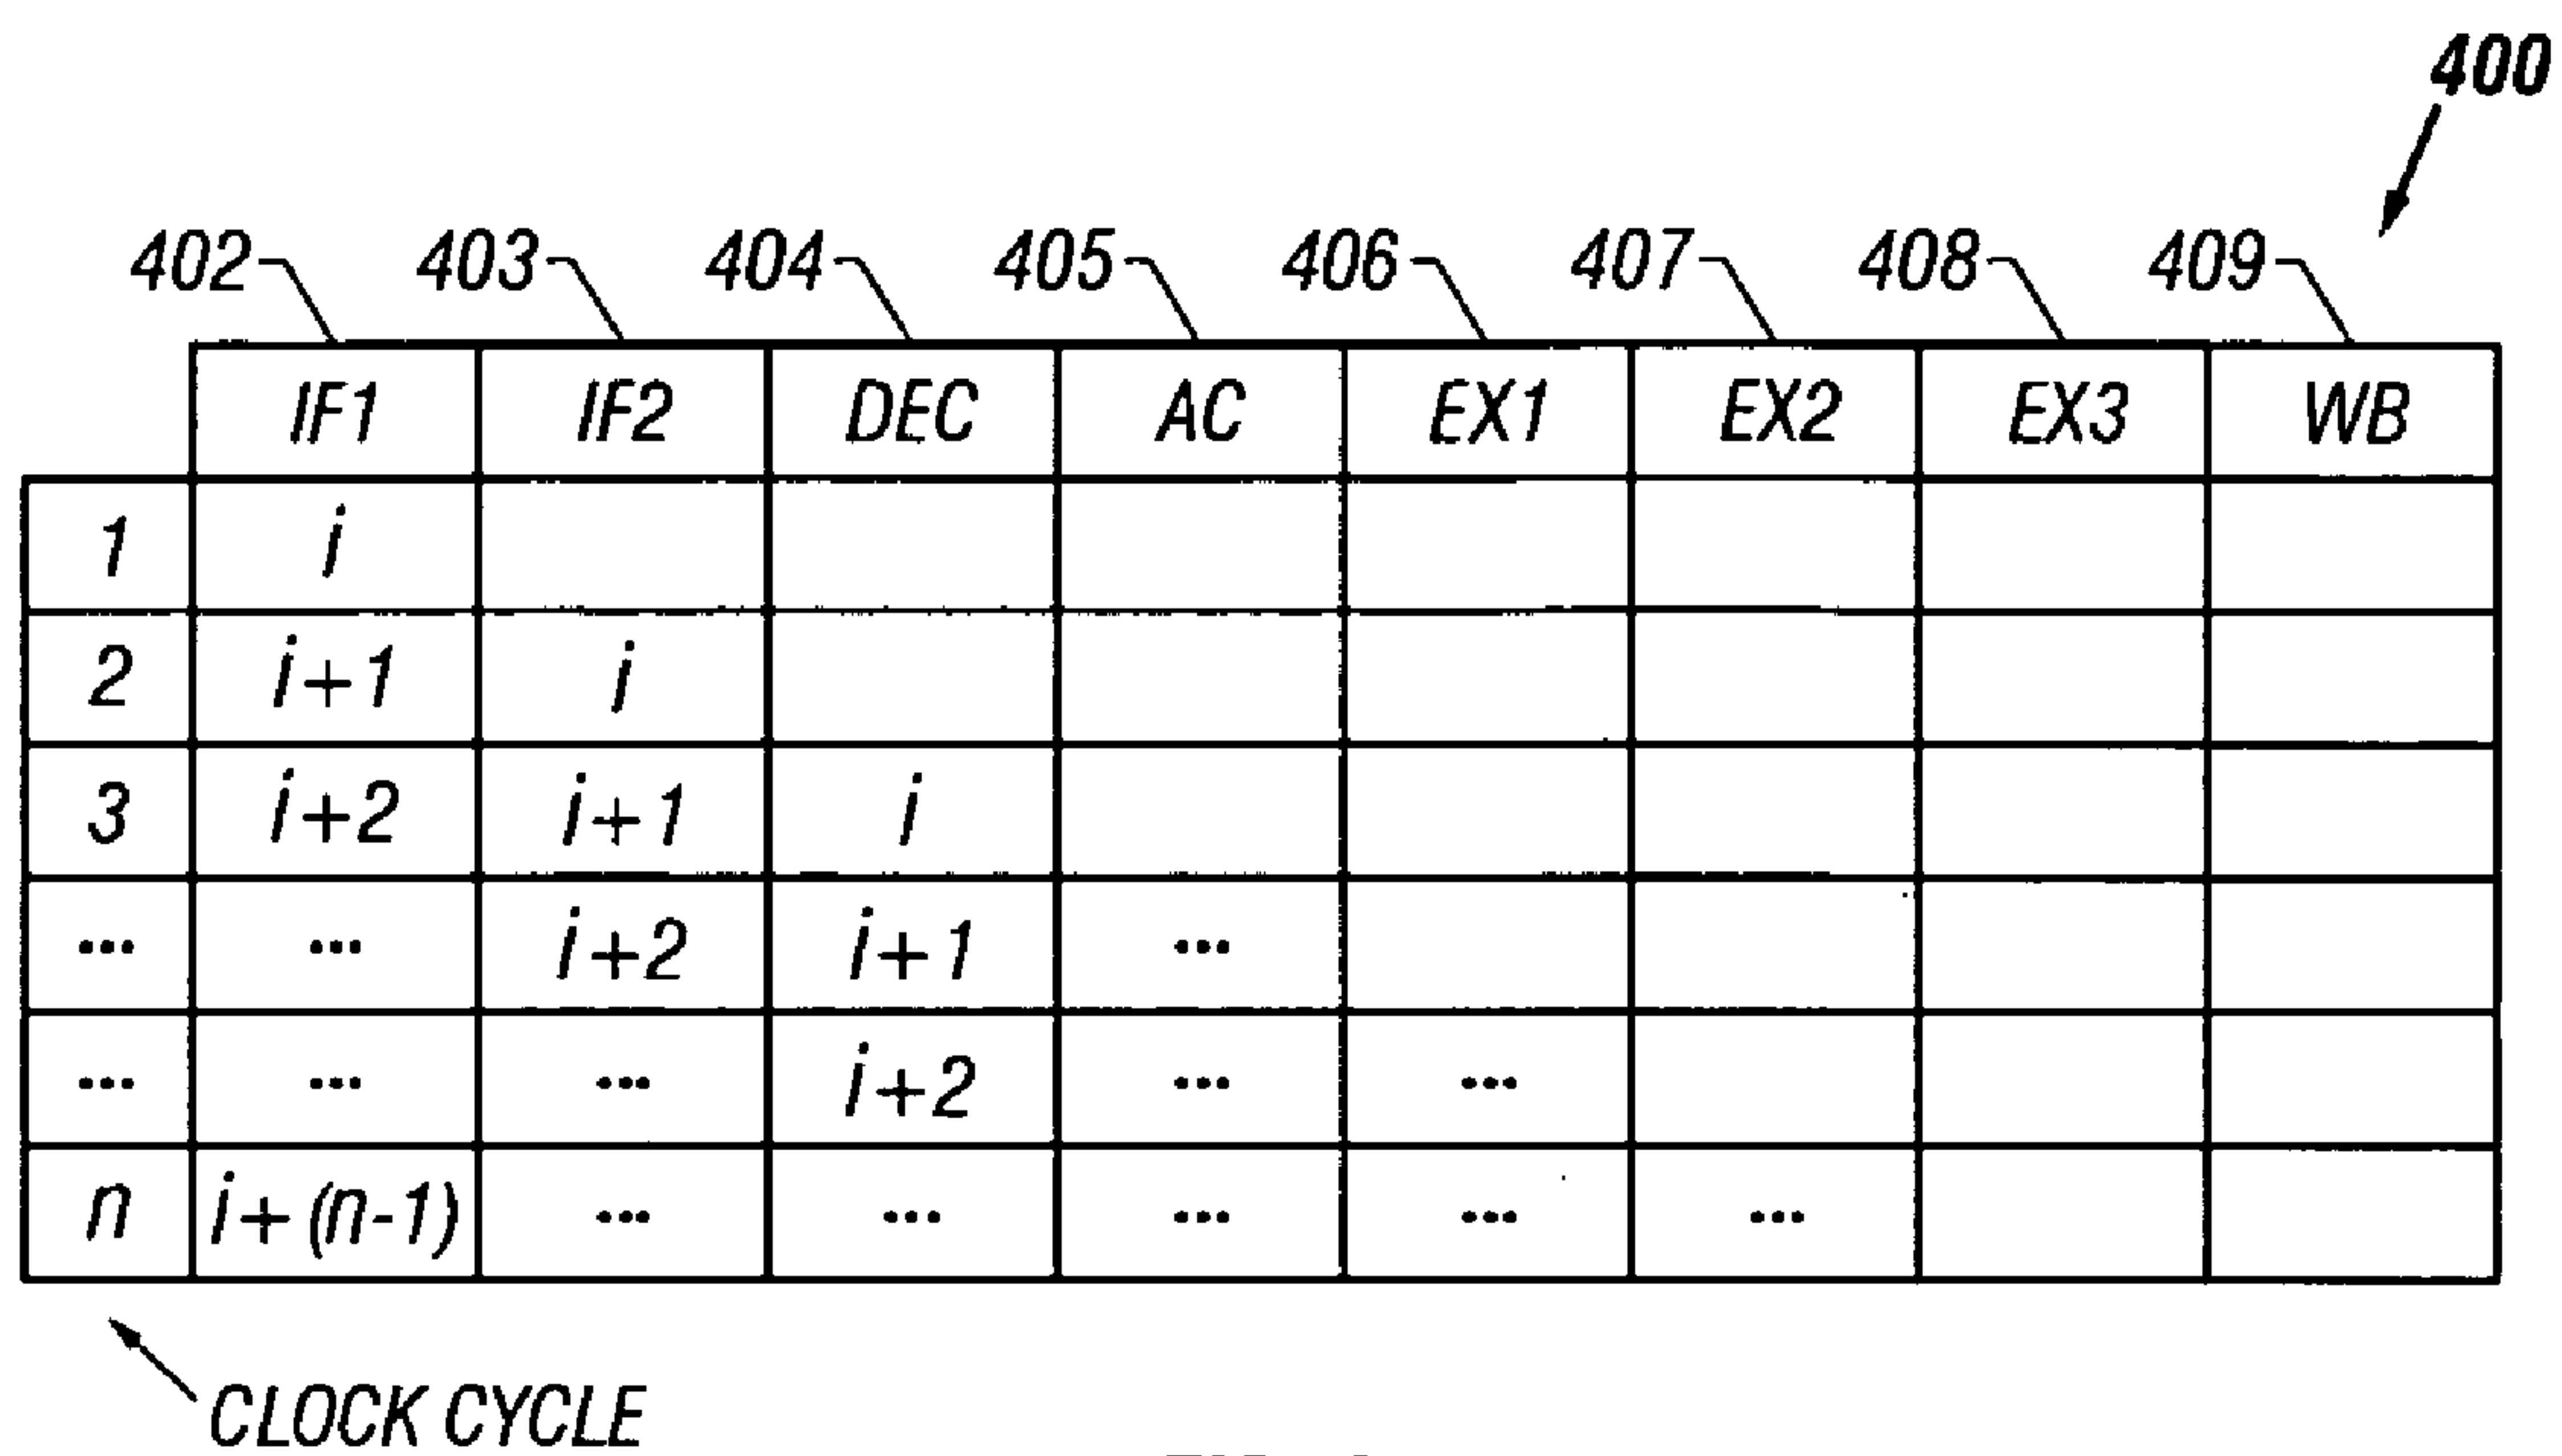 400
402 403 404 405 406 407 408 409
IF1 IF2 DEC AC EX1 EX2 EX3 WB
1 i
2 i+1 i
3 i+2 i+1 i
... ... i+2 i+1 ...
... ... ... i+2 ... ...
n i+(n-1) ... ... ... ... ...
CLOCK CYCLE